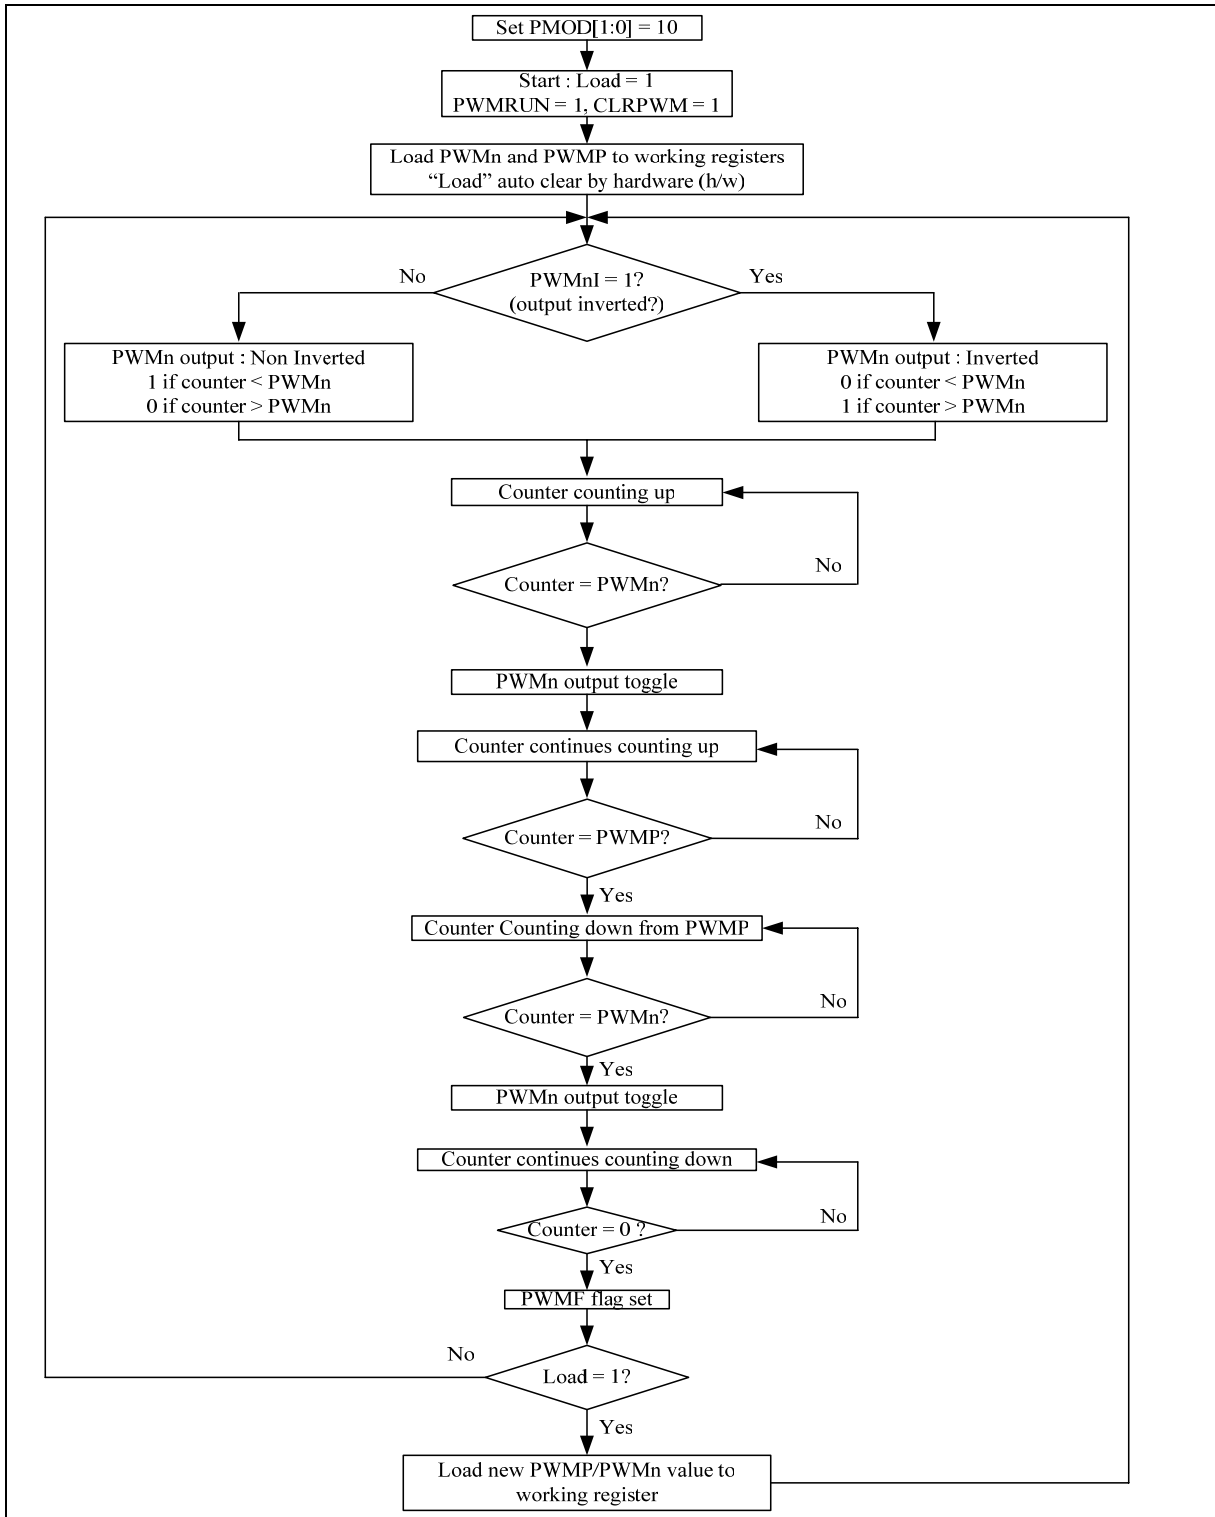 Set PMOD[1:0] = 10
Start : Load = 1
PWMRUN = 1, CLRPWM = 1
Load PWMn and PWMP to working registers
“Load” auto clear by hardware (h/w)
No
PWMnI = 1?
(output inverted?)
Yes
PWMn output : Non Inverted
1 if counter < PWMn
0 if counter > PWMn
PWMn output : Inverted
0 if counter < PWMn
1 if counter > PWMn
Counter counting up
Counter = PWMn?
No
PWMn output toggle
Counter continues counting up
Counter = PWMP?
No
Yes
Counter Counting down from PWMP
Counter = PWMn?
No
Yes
PWMn output toggle
Counter continues counting down
Counter = 0 ?
No
Yes
PWMF flag set
No
Load = 1?
Yes
Load new PWMP/PWMn value to
working register